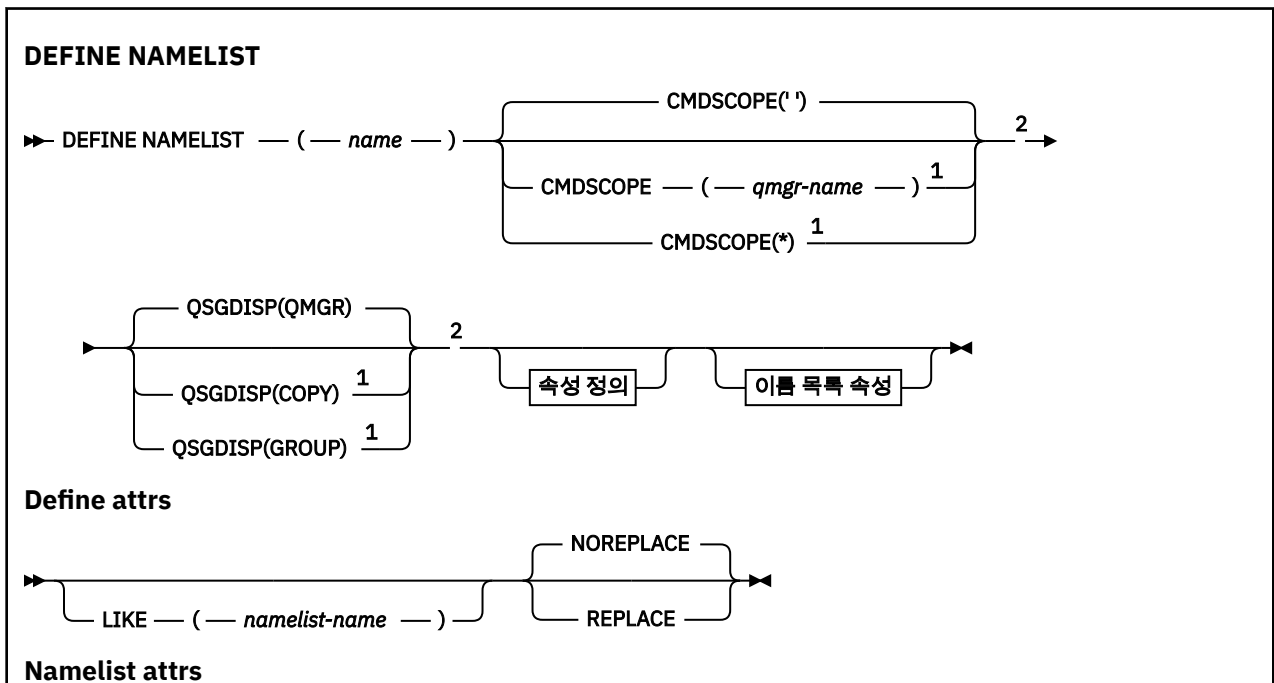 DEFINE NAMELIST
CMDSCOPE(' ')
DEFINE NAMELIST ( name ) 2
CMDSCOPE ( qmgr-name ) 1
CMDSCOPE(*) 1
QSGDISP(QMGR)
2
QSGDISP(COPY) 1 속성 정의 이름 목록 속성
QSGDISP(GROUP) 1
Define attrs
NOREPLACE
LIKE ( namelist-name ) REPLACE
Namelist attrs